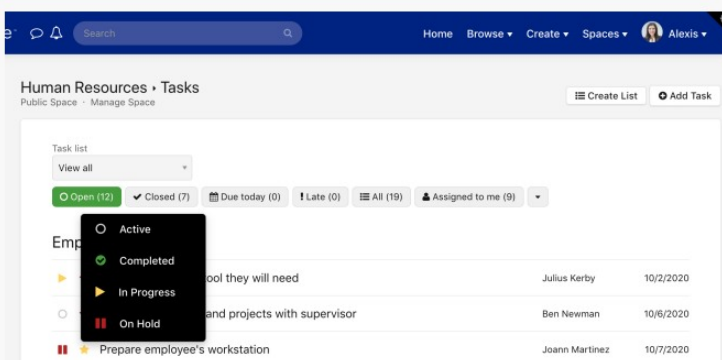 Search
Home Browse Create Spaces Alexis
Human Resources › Tasks
Public Space · Manage Space
Create List Add Task
Task list
View all
Open (12) Closed (7) Due today (0) Late (0) All (19) Assigned to me (9)
Active
Emp
Completed
ool they will need Julius Kerby 10/2/2020
In Progress
and projects with supervisor Ben Newman 10/6/2020
On Hold
Prepare employee's workstation Joann Martinez 10/7/2020